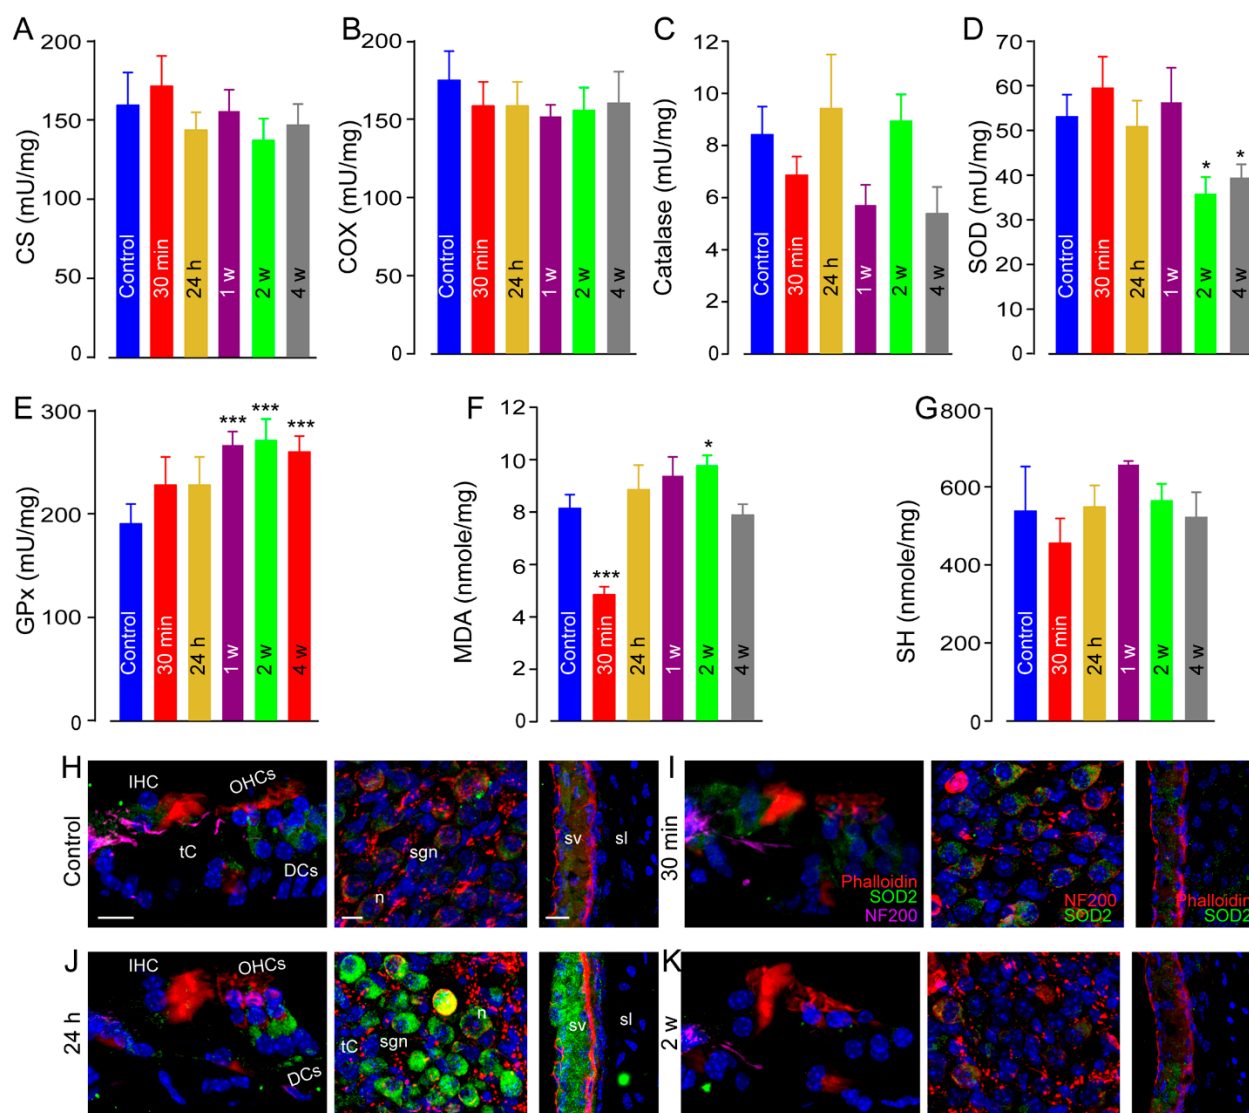 A
CS (mU/mg)
200
150
100
50
0
Control
30 min
24 h
1 w
2 w
4 w
B
COX (mU/mg)
200
150
100
50
0
Control
30 min
24 h
1 w
2 w
4 w
C
Catalase (mU/mg)
12
10
8
6
4
2
0
Control
30 min
24 h
1 w
2 w
4 w
D
SOD (mU/mg)
70
60
50
40
30
20
10
0
Control
30 min
24 h
1 w
2 w
4 w
*
*
E
GPx (mU/mg)
300
200
100
0
Control
30 min
24 h
1 w
2 w
4 w
***
***
***
F
MDA (nmole/mg)
12
10
8
6
4
2
0
Control
30 min
24 h
1 w
2 w
4 w
***
*
G
SH (nmole/mg)
800
600
400
200
0
Control
30 min
24 h
1 w
2 w
4 w
H
Control
IHC
OHCs
tC
DCs
sgn
n
sv
sl
I
30 min
Phalloidin
SOD2
NF200
NF200
SOD2
Phalloidin
SOD2
J
24 h
IHC
OHCs
DCs
tC
sgn
n
sv
sl
K
2 w